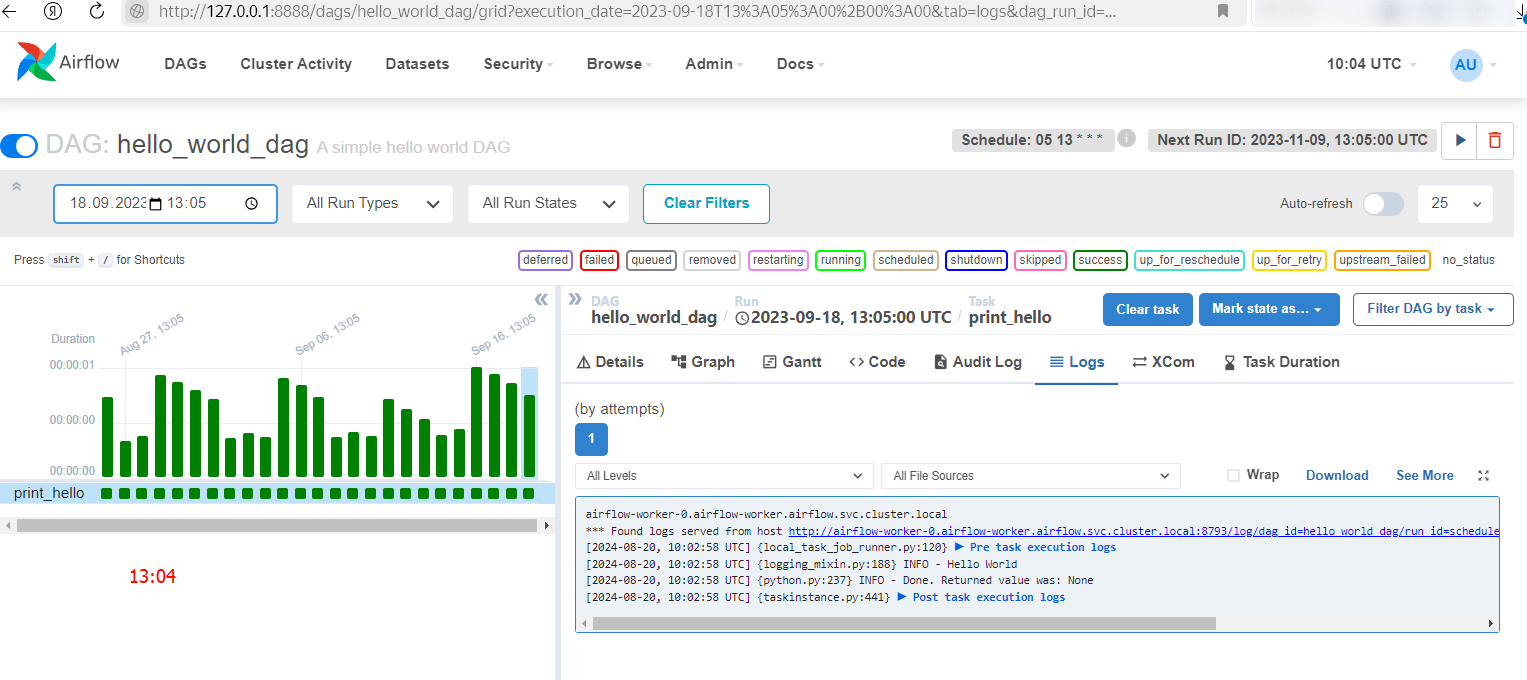 http://127.0.0.1:8888/dags/hello_world_dag/grid?execution_date=2023-09-18T13%3A05%3A00%2B00%3A00&tab=logs&dag_run_id=...
Airflow DAGs Cluster Activity Datasets Security Browse Admin Docs 10:04 UTC AU
DAG: hello_world_dag A simple hello world DAG Schedule: 05 13 * * * i Next Run ID: 2023-11-09, 13:05:00 UTC
18.09.2023 13:05 All Run Types All Run States Clear Filters Auto-refresh 25
Press shift + / for Shortcuts deferred failed queued removed restarting running scheduled shutdown skipped success up_for_reschedule up_for_retry upstream_failed no_status
Duration
Aug 27, 13:05 Sep 06, 13:05 Sep 16, 13:05
00:00:01
00:00:00
00:00:00
print_hello
13:04
DAG Run Task
hello_world_dag / 2023-09-18, 13:05:00 UTC / print_hello
Clear task Mark state as... Filter DAG by task
Details Graph Gantt Code Audit Log Logs XCom Task Duration
(by attempts)
1
All Levels All File Sources Wrap Download See More
airflow-worker-0.airflow-worker.airflow.svc.cluster.local
*** Found logs served from host http://airflow-worker-0.airflow-worker.airflow.svc.cluster.local:8793/log/dag_id=hello_world_dag/run_id=schedule
[2024-08-20, 10:02:58 UTC] {local_task_job_runner.py:120} ▶ Pre task execution logs
[2024-08-20, 10:02:58 UTC] {logging_mixin.py:188} INFO - Hello World
[2024-08-20, 10:02:58 UTC] {python.py:237} INFO - Done. Returned value was: None
[2024-08-20, 10:02:58 UTC] {taskinstance.py:441} ▶ Post task execution logs